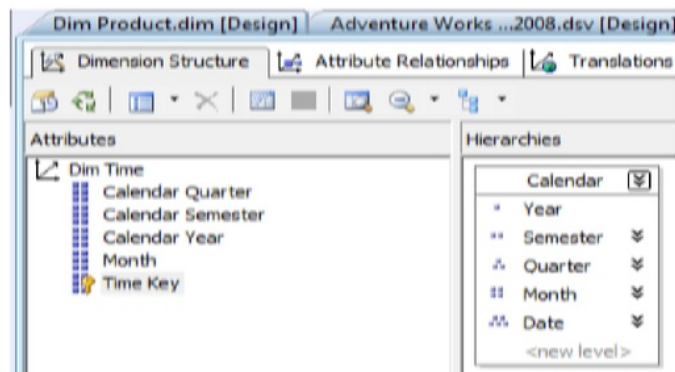 Dim Product.dim [Design] Adventure Works ...2008.dsv [Design]
Dimension Structure Attribute Relationships Translations
Attributes
Dim Time
Calendar Quarter
Calendar Semester
Calendar Year
Month
Time Key
Hierarchies
Calendar
Year
Semester
Quarter
Month
Date
<new level>